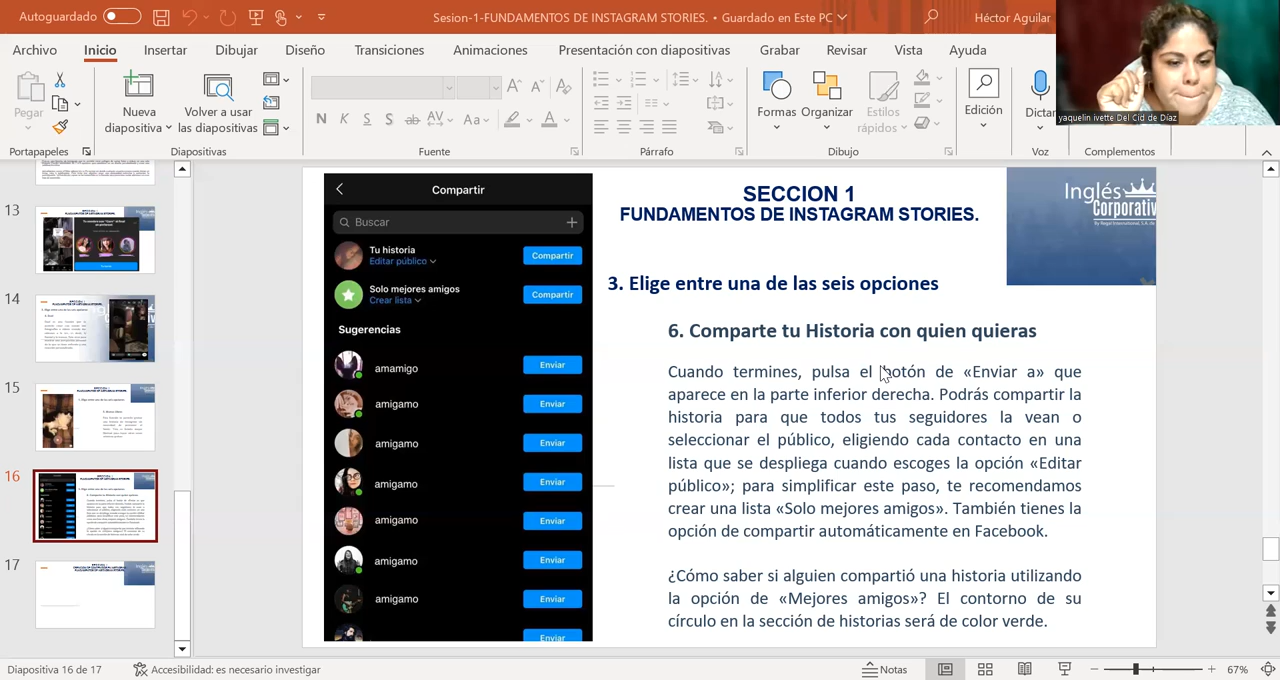 Autoguardado
Sesion-1-FUNDAMENTOS DE INSTAGRAM STORIES. • Guardado en Este PC
Héctor Aguilar
yaquelin ivette Del Cid de Díaz
Archivo Inicio Insertar Dibujar Diseño Transiciones Animaciones Presentación con diapositivas Grabar Revisar Vista Ayuda
Pegar
Nueva diapositiva
Volver a usar las diapositivas
N K S S ab AV Aa A
Formas
Organizar
Estilos rápidos
Edición
Dictar
Portapapeles
Diapositivas
Fuente
Párrafo
Dibujo
Voz
Complementos
13
14
15
16
17
Compartir
Buscar
Tu historia
Editar público
Compartir
Solo mejores amigos
Crear lista
Compartir
Sugerencias
amamigo Enviar
amigamo Enviar
amigamo Enviar
amigamo Enviar
amigamo Enviar
amigamo Enviar
amigamo Enviar
Enviar
SECCION 1
FUNDAMENTOS DE INSTAGRAM STORIES.
Inglés
Corporativ
3. Elige entre una de las seis opciones
6. Comparte tu Historia con quien quieras
Cuando termines, pulsa el botón de «Enviar a» que
aparece en la parte inferior derecha. Podrás compartir la
historia para que todos tus seguidores la vean o
seleccionar el público, eligiendo cada contacto en una
lista que se despliega cuando escoges la opción «Editar
público»; para simplificar este paso, te recomendamos
crear una lista «Solo mejores amigos». También tienes la
opción de compartir automáticamente en Facebook.
¿Cómo saber si alguien compartió una historia utilizando
la opción de «Mejores amigos»? El contorno de su
círculo en la sección de historias será de color verde.
Diapositiva 16 de 17
Accesibilidad: es necesario investigar
Notas
67%